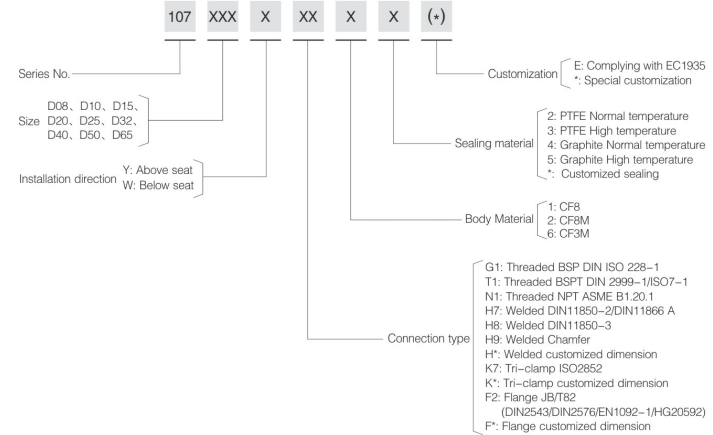 107 XXX X XX X X (*)
Series No.
Size
D08、D10、D15、
D20、D25、D32、
D40、D50、D65
Installation direction
Y: Above seat
W: Below seat
Customization
E: Complying with EC1935
*: Special customization
Sealing material
2: PTFE Normal temperature
3: PTFE High temperature
4: Graphite Normal temperature
5: Graphite High temperature
*: Customized sealing
Body Material
1: CF8
2: CF8M
6: CF3M
Connection type
G1: Threaded BSP DIN ISO 228-1
T1: Threaded BSPT DIN 2999-1/ISO7-1
N1: Threaded NPT ASME B1.20.1
H7: Welded DIN11850-2/DIN11866 A
H8: Welded DIN11850-3
H9: Welded Chamfer
H*: Welded customized dimension
K7: Tri-clamp ISO2852
K*: Tri-clamp customized dimension
F2: Flange JB/T82
(DIN2543/DIN2576/EN1092-1/HG20592)
F*: Flange customized dimension